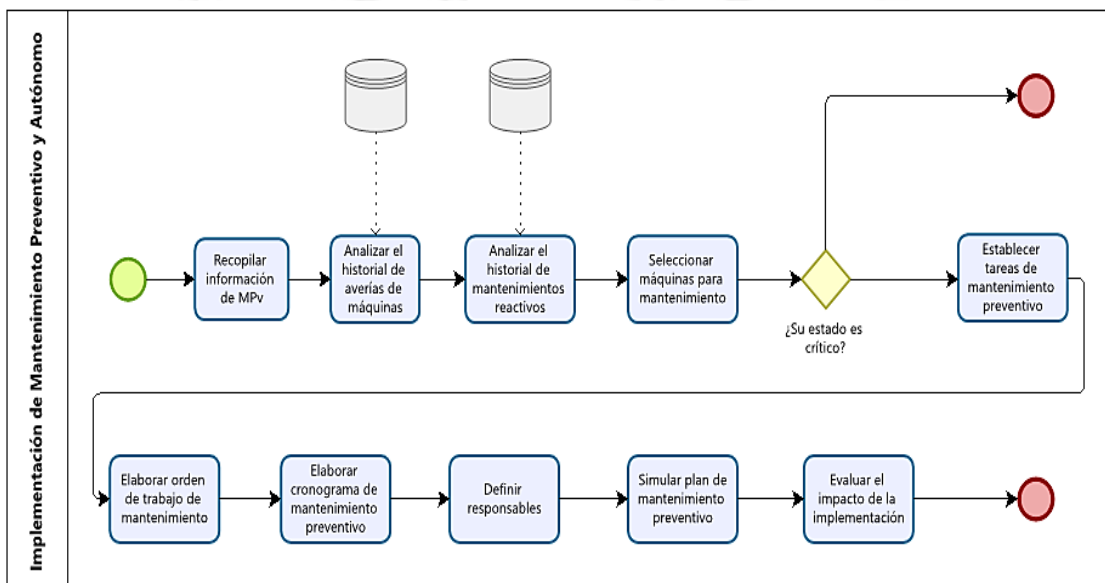 Implementación de Mantenimiento Preventivo y Autónomo
Recopilar
información
de MPv
Analizar el
historial de
averías de
máquinas
Analizar el
historial de
mantenimientos
reactivos
Seleccionar
máquinas para
mantenimiento
¿Su estado es
crítico?
Establecer
tareas de
mantenimiento
preventivo
Elaborar orden
de trabajo de
mantenimiento
Elaborar
cronograma de
mantenimiento
preventivo
Definir
responsables
Simular plan de
mantenimiento
preventivo
Evaluar el
impacto de la
implementación